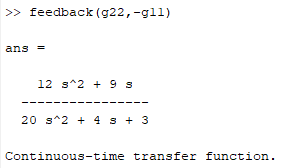 >> feedback(g22,-g11)
ans =
12 s^2 + 9 s
----------------
20 s^2 + 4 s + 3
Continuous-time transfer function.